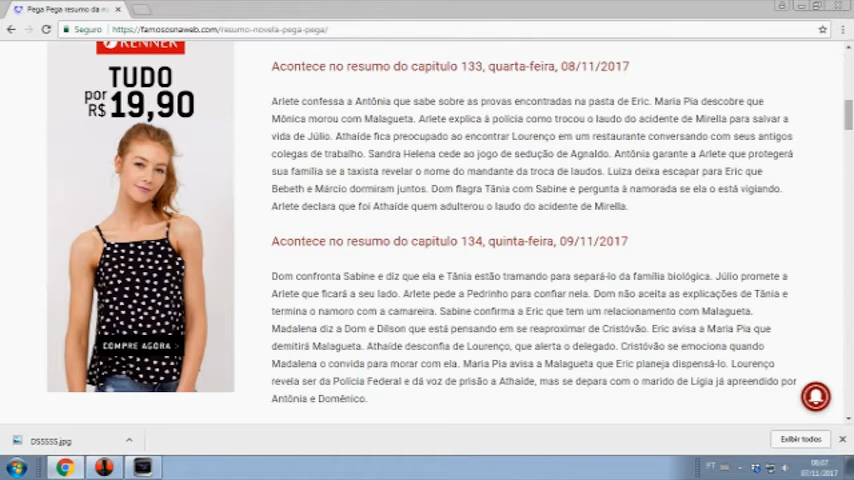 Pega Pega resumo da n
Seguro
https://famososnaweb.com/resumo-novela-pega-pega/
RENNER
TUDO
por
R$ 19,90
COMPRE AGORA >
Acontece no resumo do capítulo 133, quarta-feira, 08/11/2017
Arlete confessa a Antônia que sabe sobre as provas encontradas na pasta de Eric. Maria Pia descobre que
Mônica morou com Malagueta. Arlete explica à polícia como trocou o laudo do acidente de Mirella para salvar a
vida de Júlio. Athaíde fica preocupado ao encontrar Lourenço em um restaurante conversando com seus antigos
colegas de trabalho. Sandra Helena cede ao jogo de sedução de Agnaldo. Antônia garante a Arlete que protegerá
sua família se a taxista revelar o nome do mandante da troca de laudos. Luiza deixa escapar para Eric que
Bebeth e Márcio dormiram juntos. Dom flagra Tânia com Sabine e pergunta à namorada se ela o está vigiando.
Arlete declara que foi Athaíde quem adulterou o laudo do acidente de Mirella.
Acontece no resumo do capítulo 134, quinta-feira, 09/11/2017
Dom confronta Sabine e diz que ela e Tânia estão tramando para separá-lo da família biológica. Júlio promete a
Arlete que ficará a seu lado. Arlete pede a Pedrinho para confiar nela. Dom não aceita as explicações de Tânia e
termina o namoro com a camareira. Sabine confirma a Eric que tem um relacionamento com Malagueta.
Madalena diz a Dom e Dílson que está pensando em se reaproximar de Cristóvão. Eric avisa a Maria Pia que
demitirá Malagueta. Athaíde desconfia de Lourenço, que alerta o delegado. Cristóvão se emociona quando
Madalena o convida para morar com ela. Maria Pia avisa a Malagueta que Eric planeja dispensá-lo. Lourenço
revela ser da Polícia Federal e dá voz de prisão a Athaíde, mas se depara com o marido de Lígia já apreendido por
Antônia e Domênico.
DSSSSS.jpg
Exibir todos
PT
08:07
07/11/2017